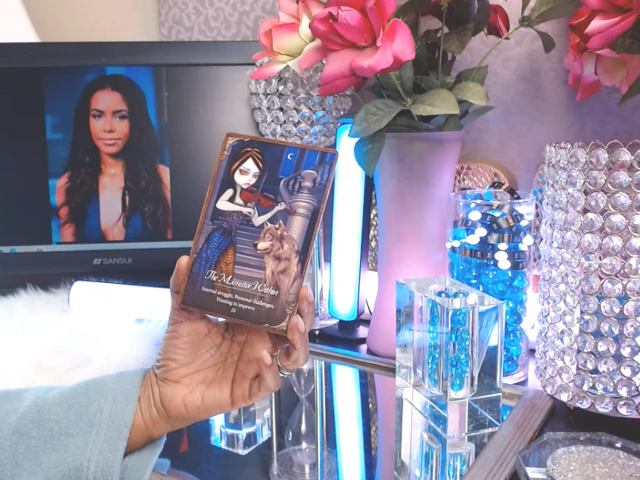 SANSUI
The Monster Within
Internal struggle. Personal challenges.
Wanting to improve